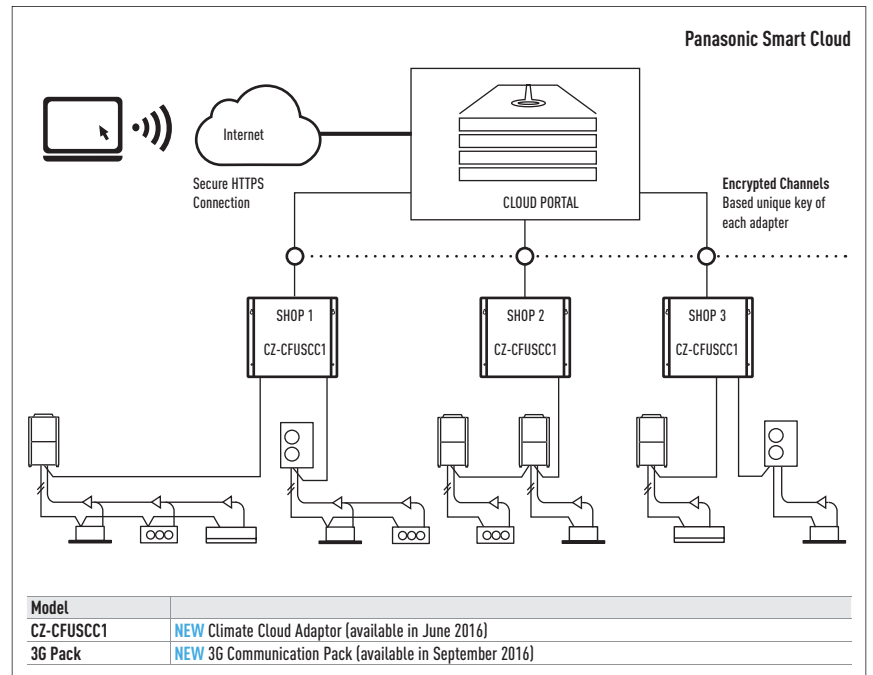 Panasonic Smart Cloud
Internet
Secure HTTPS
Connection
CLOUD PORTAL
Encrypted Channels
Based unique key of
each adapter
SHOP 1
CZ-CFUSCC1
SHOP 2
CZ-CFUSCC1
SHOP 3
CZ-CFUSCC1
Model
CZ-CFUSCC1 NEW Climate Cloud Adaptor (available in June 2016)
3G Pack NEW 3G Communication Pack (available in September 2016)